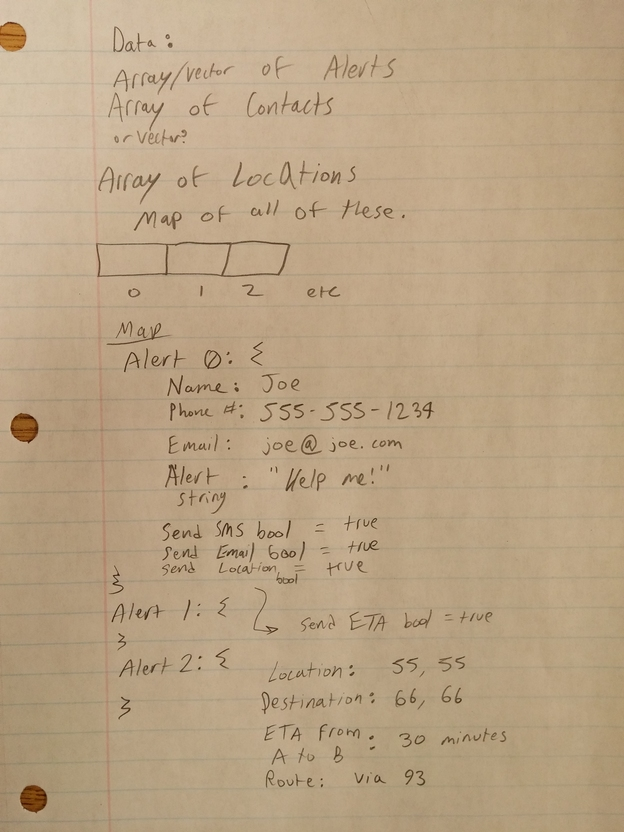 Data:
Array/vector of Alerts
Array of Contacts
or vector?
Array of Locations
Map of all of these.
0 1 2 etc
Map
Alert 0: {
Name: Joe
Phone #: 555-555-1234
Email: joe@joe.com
Alert string : "Help me!"
Send SMS bool = true
Send Email bool = true
send Location bool = true
}
Alert 1: {
send ETA bool = true
}
Alert 2: {
Location: 55, 55
Destination: 66, 66
}
ETA from A to B : 30 minutes
Route: via 93